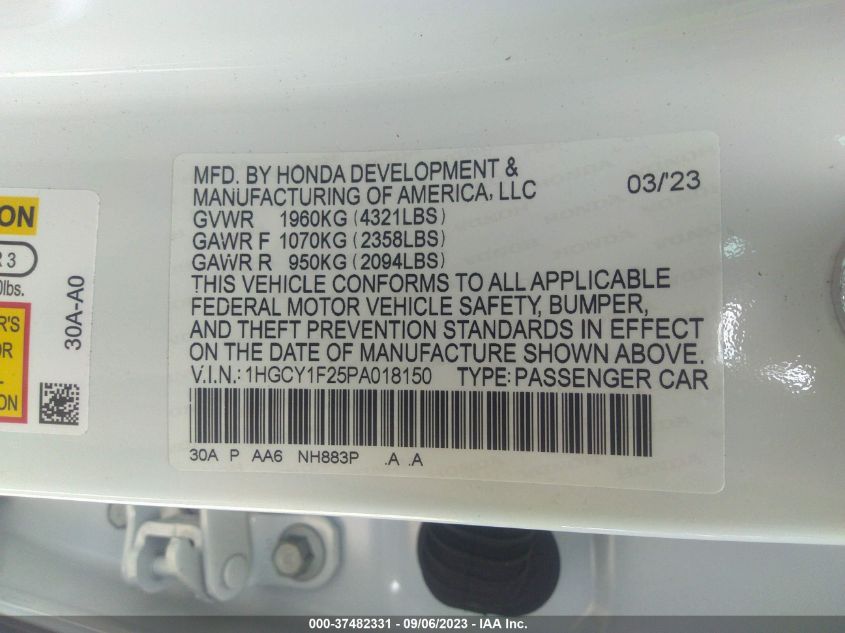 MFD. BY HONDA DEVELOPMENT &
MANUFACTURING OF AMERICA, LLC 03/'23
GVWR 1960KG (4321LBS)
GAWR F 1070KG (2358LBS)
GAWR R 950KG (2094LBS)
THIS VEHICLE CONFORMS TO ALL APPLICABLE
FEDERAL MOTOR VEHICLE SAFETY, BUMPER,
AND THEFT PREVENTION STANDARDS IN EFFECT
ON THE DATE OF MANUFACTURE SHOWN ABOVE.
V.I.N.: 1HGCY1F25PA018150 TYPE: PASSENGER CAR
30A P AA6 NH883P .A .A
ON
R 3
0lbs.
R'S
OR
L-
ION
30A-A0
000-37482331 - 09/06/2023 - IAA Inc.